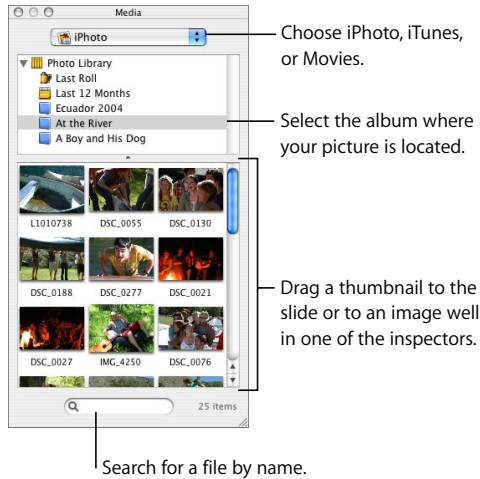 Media
iPhoto
Photo Library
Last Roll
Last 12 Months
Ecuador 2004
At the River
A Boy and His Dog
L1010738 DSC_0055 DSC_0130
DSC_0188 DSC_0277 DSC_0021
DSC_0027 IMG_4250 DSC_0076
25 items
Choose iPhoto, iTunes,
or Movies.
Select the album where
your picture is located.
Drag a thumbnail to the
slide or to an image well
in one of the inspectors.
Search for a file by name.